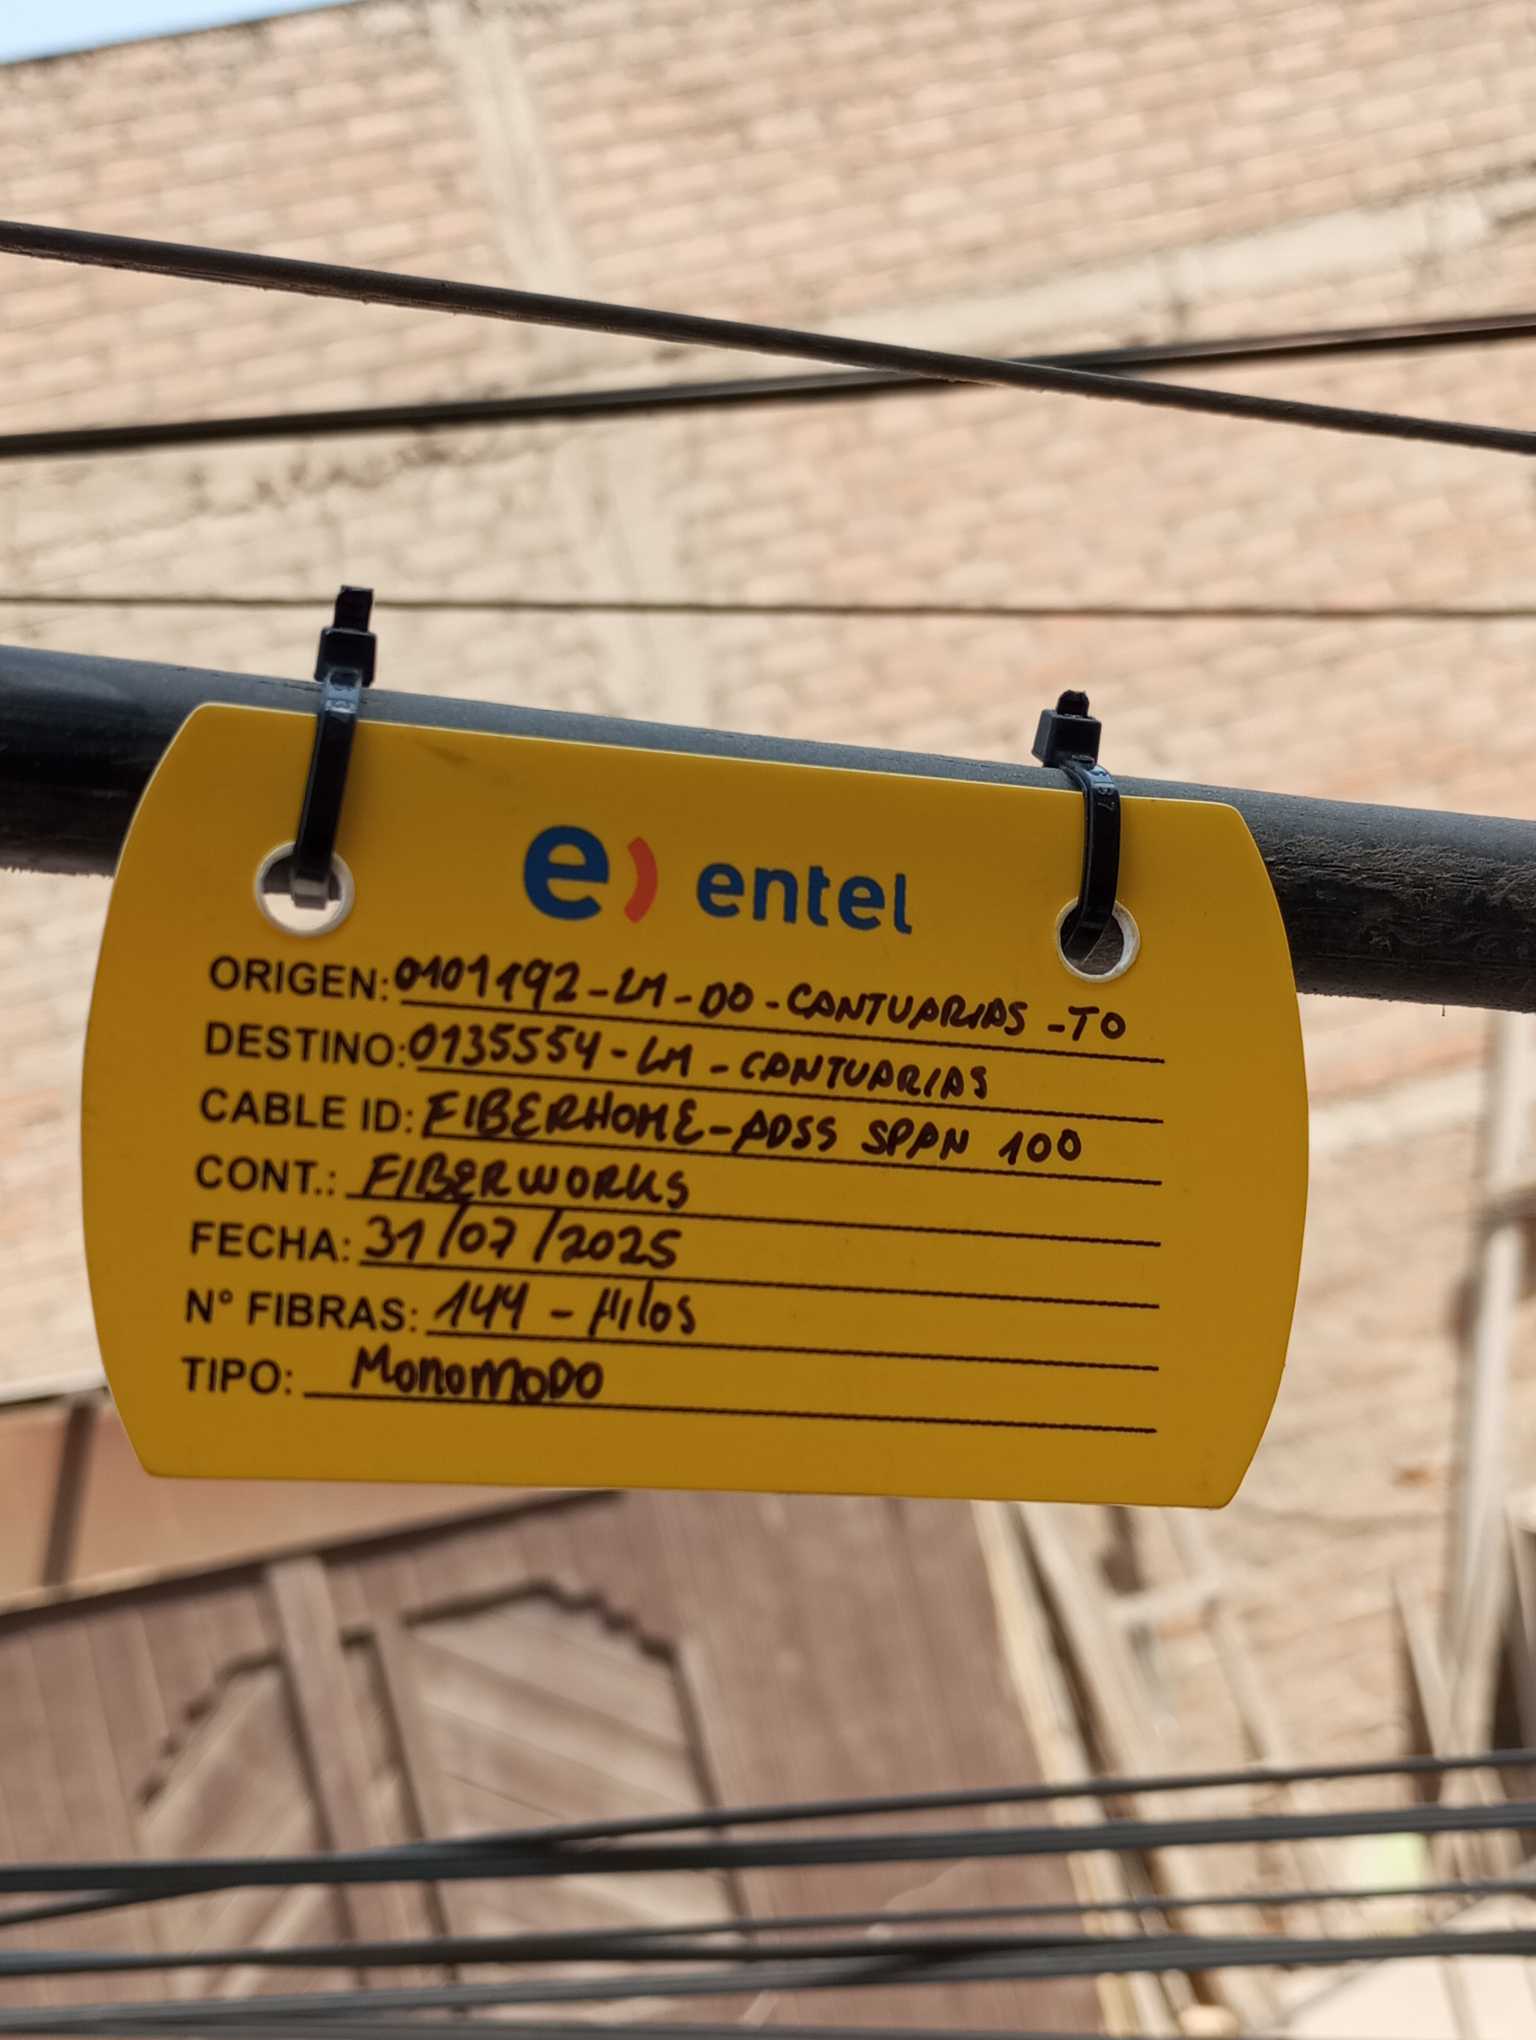 e) entel
ORIGEN: 0101192-LM-DO-CANTUARIAS-TO
DESTINO: 0135554-LM-CANTUARIAS
CABLE ID: FIBERHOME-ADSS SPAN 100
CONT.: FIBERWORKS
FECHA: 31/07/2025
N° FIBRAS: 144 - Hilos
TIPO: MONOMODO